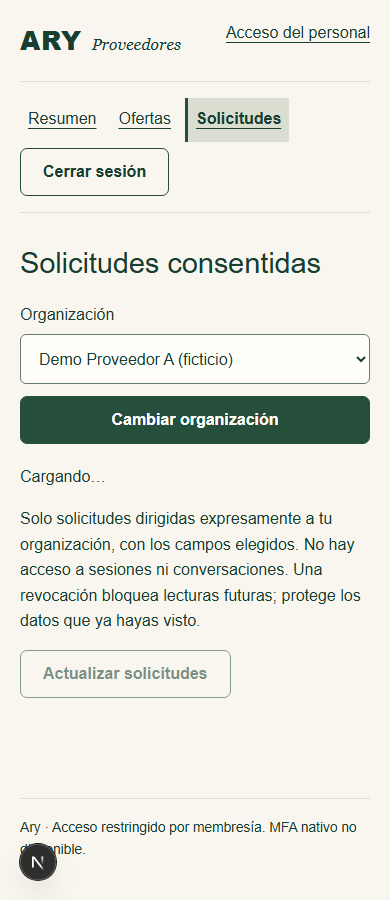 ARY Proveedores
Acceso del personal
Resumen Ofertas Solicitudes
Cerrar sesión
Solicitudes consentidas
Organización
Demo Proveedor A (ficticio)
Cambiar organización
Cargando…
Solo solicitudes dirigidas expresamente a tu
organización, con los campos elegidos. No hay
acceso a sesiones ni conversaciones. Una
revocación bloquea lecturas futuras; protege los
datos que ya hayas visto.
Actualizar solicitudes
Ary · Acceso restringido por membresía. MFA nativo no
N